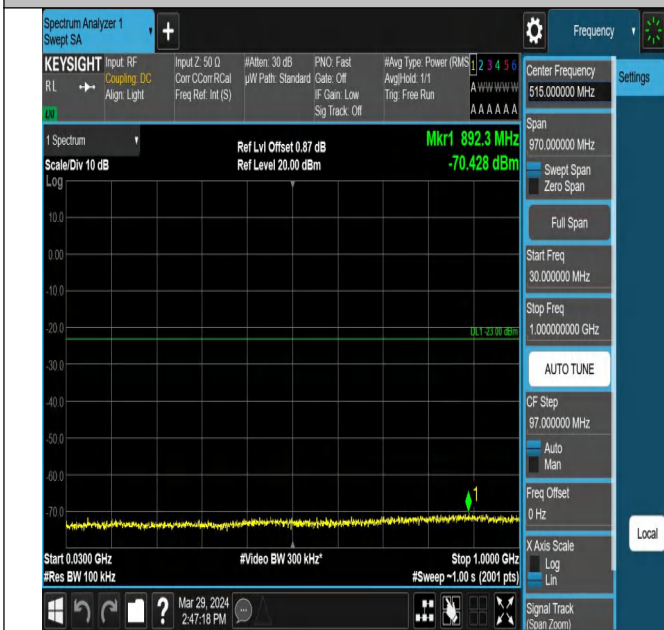 Spectrum Analyzer 1
Swept SA
Frequency
KEYSIGHT
RL
LXI
Input: RF
Coupling: DC
Align: Light
Input Z: 50 Ω
Corr CCorr RCal
Freq Ref: Int (S)
#Atten: 30 dB
µW Path: Standard
PNO: Fast
Gate: Off
IF Gain: Low
Sig Track: Off
#Avg Type: Power (RMS
Avg|Hold: 1/1
Trig: Free Run
1 2 3 4 5 6
A W W W W W
A A A A A A
1 Spectrum
Scale/Div 10 dB
Log
Ref Lvl Offset 0.87 dB
Ref Level 20.00 dBm
Mkr1 892.3 MHz
-70.428 dBm
10.0
0.00
-10.0
-20.0
-30.0
-40.0
-50.0
-60.0
-70.0
DL1 -23.00 dBm
1
Start 0.0300 GHz
#Res BW 100 kHz
#Video BW 300 kHz*
Stop 1.0000 GHz
#Sweep ~1.00 s (2001 pts)
Center Frequency
515.000000 MHz
Settings
Span
970.000000 MHz
Swept Span
Zero Span
Full Span
Start Freq
30.000000 MHz
Stop Freq
1.000000000 GHz
AUTO TUNE
CF Step
97.000000 MHz
Auto
Man
Freq Offset
0 Hz
X Axis Scale
Log
Lin
Local
Signal Track
(Span Zoom)
?
Mar 29, 2024
2:47:18 PM